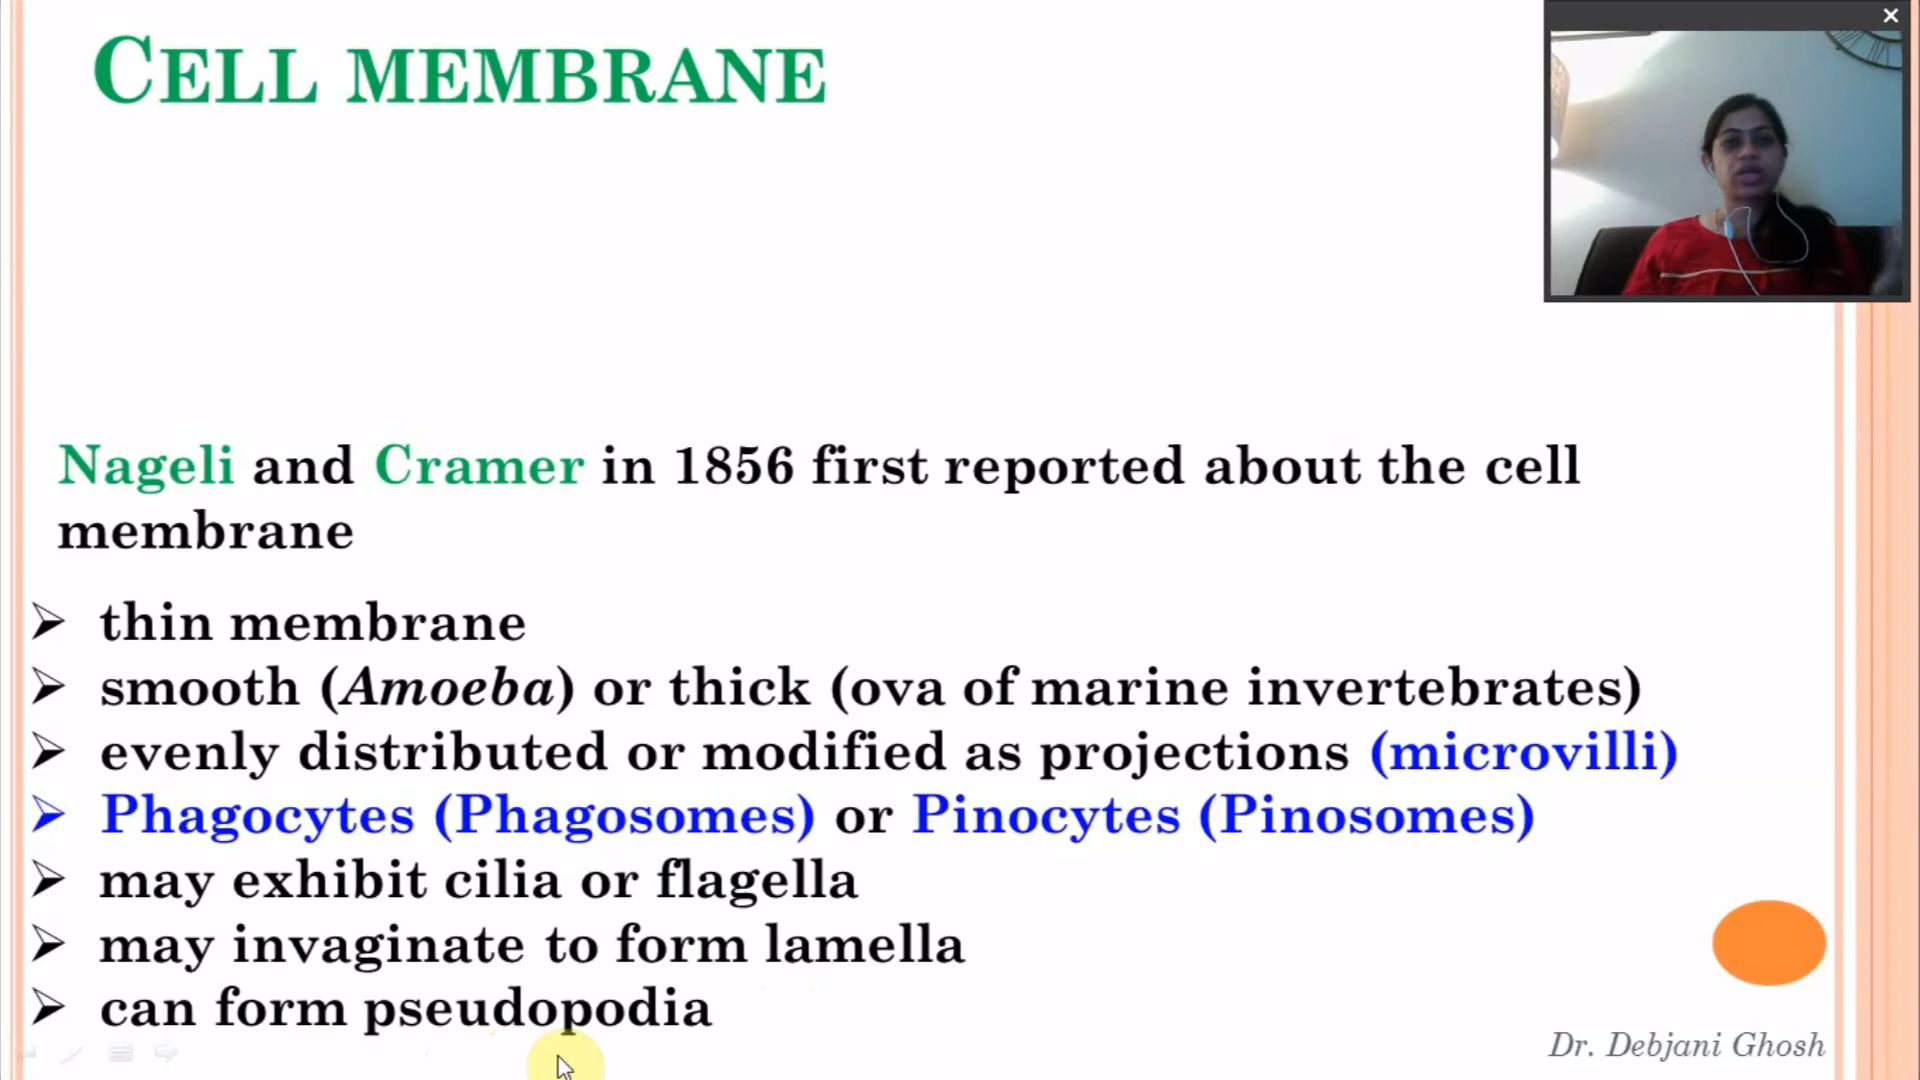 CELL MEMBRANE
Nageli and Cramer in 1856 first reported about the cell
membrane
➢ thin membrane
➢ smooth (Amoeba) or thick (ova of marine invertebrates)
➢ evenly distributed or modified as projections (microvilli)
➢ Phagocytes (Phagosomes) or Pinocytes (Pinosomes)
➢ may exhibit cilia or flagella
➢ may invaginate to form lamella
➢ can form pseudopodia
Dr. Debjani Ghosh